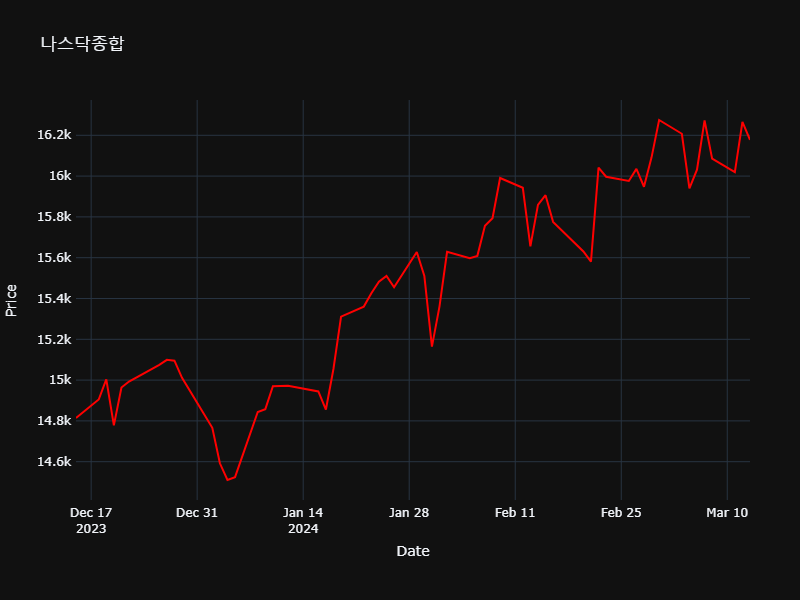 나스닥종합
Price
16.2k
16k
15.8k
15.6k
15.4k
15.2k
15k
14.8k
14.6k
Dec 17
2023
Dec 31
Jan 14
2024
Jan 28
Feb 11
Feb 25
Mar 10
Date